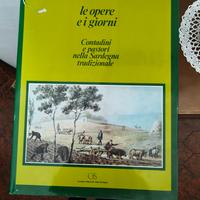 le opere
e i giorni
Contadini
e pastori
nella Sardegna
tradizionale